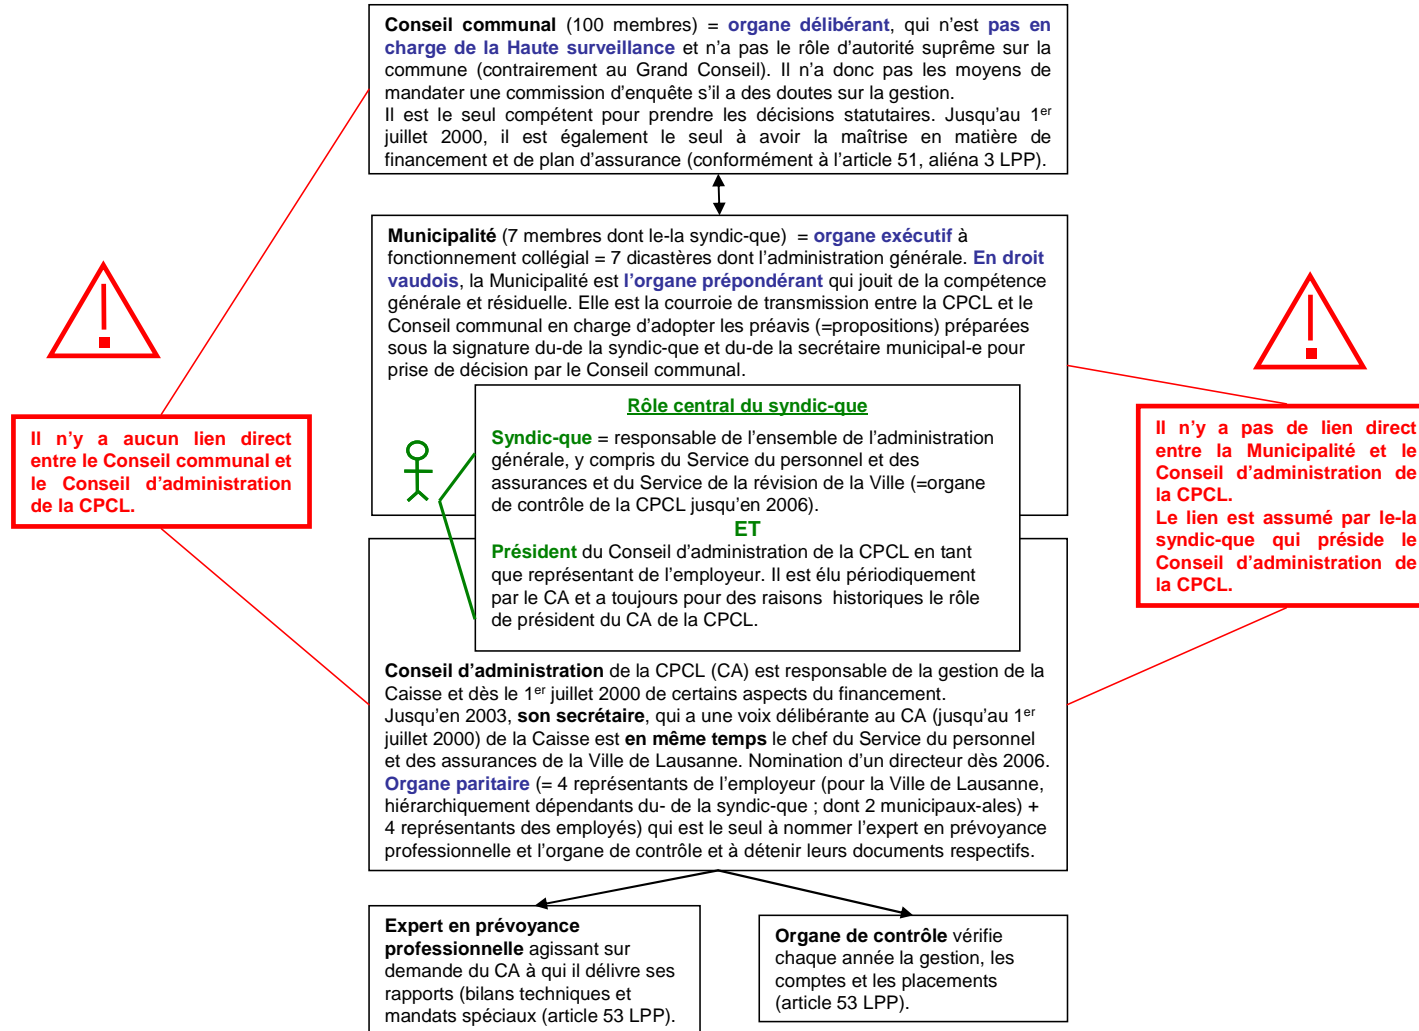 Conseil communal (100 membres) = organe délibérant, qui n'est pas en
charge de la Haute surveillance et n'a pas le rôle d'autorité suprême sur la
commune (contrairement au Grand Conseil). Il n'a donc pas les moyens de
mandater une commission d'enquête s'il a des doutes sur la gestion.
Il est le seul compétent pour prendre les décisions statutaires. Jusqu'au 1er
juillet 2000, il est également le seul à avoir la maîtrise en matière de
financement et de plan d'assurance (conformément à l'article 51, aliéna 3 LPP).
Municipalité (7 membres dont le-la syndic-que) = organe exécutif à
fonctionnement collégial = 7 dicastères dont l'administration générale. En droit
vaudois, la Municipalité est l'organe prépondérant qui jouit de la compétence
générale et résiduelle. Elle est la courroie de transmission entre la CPCL et le
Conseil communal en charge d'adopter les préavis (=propositions) préparées
sous la signature du-de la syndic-que et du-de la secrétaire municipal-e pour
prise de décision par le Conseil communal.
Il n'y a aucun lien direct
entre le Conseil communal et
le Conseil d'administration
de la CPCL.
Rôle central du syndic-que
Syndic-que = responsable de l'ensemble de l'administration
générale, y compris du Service du personnel et des
assurances et du Service de la révision de la Ville (=organe
de contrôle de la CPCL jusqu'en 2006).
ET
Président du Conseil d'administration de la CPCL en tant
que représentant de l'employeur. Il est élu périodiquement
par le CA et a toujours pour des raisons historiques le rôle
de président du CA de la CPCL.
Il n'y a pas de lien direct
entre la Municipalité et le
Conseil d'administration de
la CPCL.
Le lien est assumé par le-la
syndic-que qui préside le
Conseil d'administration de
la CPCL.
Conseil d'administration de la CPCL (CA) est responsable de la gestion de la
Caisse et dès le 1er juillet 2000 de certains aspects du financement.
Jusqu'en 2003, son secrétaire, qui a une voix délibérante au CA (jusqu'au 1er
juillet 2000) de la Caisse est en même temps le chef du Service du personnel
et des assurances de la Ville de Lausanne. Nomination d'un directeur dès 2006.
Organe paritaire (= 4 représentants de l'employeur (pour la Ville de Lausanne,
hiérarchiquement dépendants du- de la syndic-que ; dont 2 municipaux-ales) +
4 représentants des employés) qui est le seul à nommer l'expert en prévoyance
professionnelle et l'organe de contrôle et à détenir leurs documents respectifs.
Expert en prévoyance
professionnelle agissant sur
demande du CA à qui il délivre ses
rapports (bilans techniques et
mandats spéciaux (article 53 LPP).
Organe de contrôle vérifie
chaque année la gestion, les
comptes et les placements
(article 53 LPP).